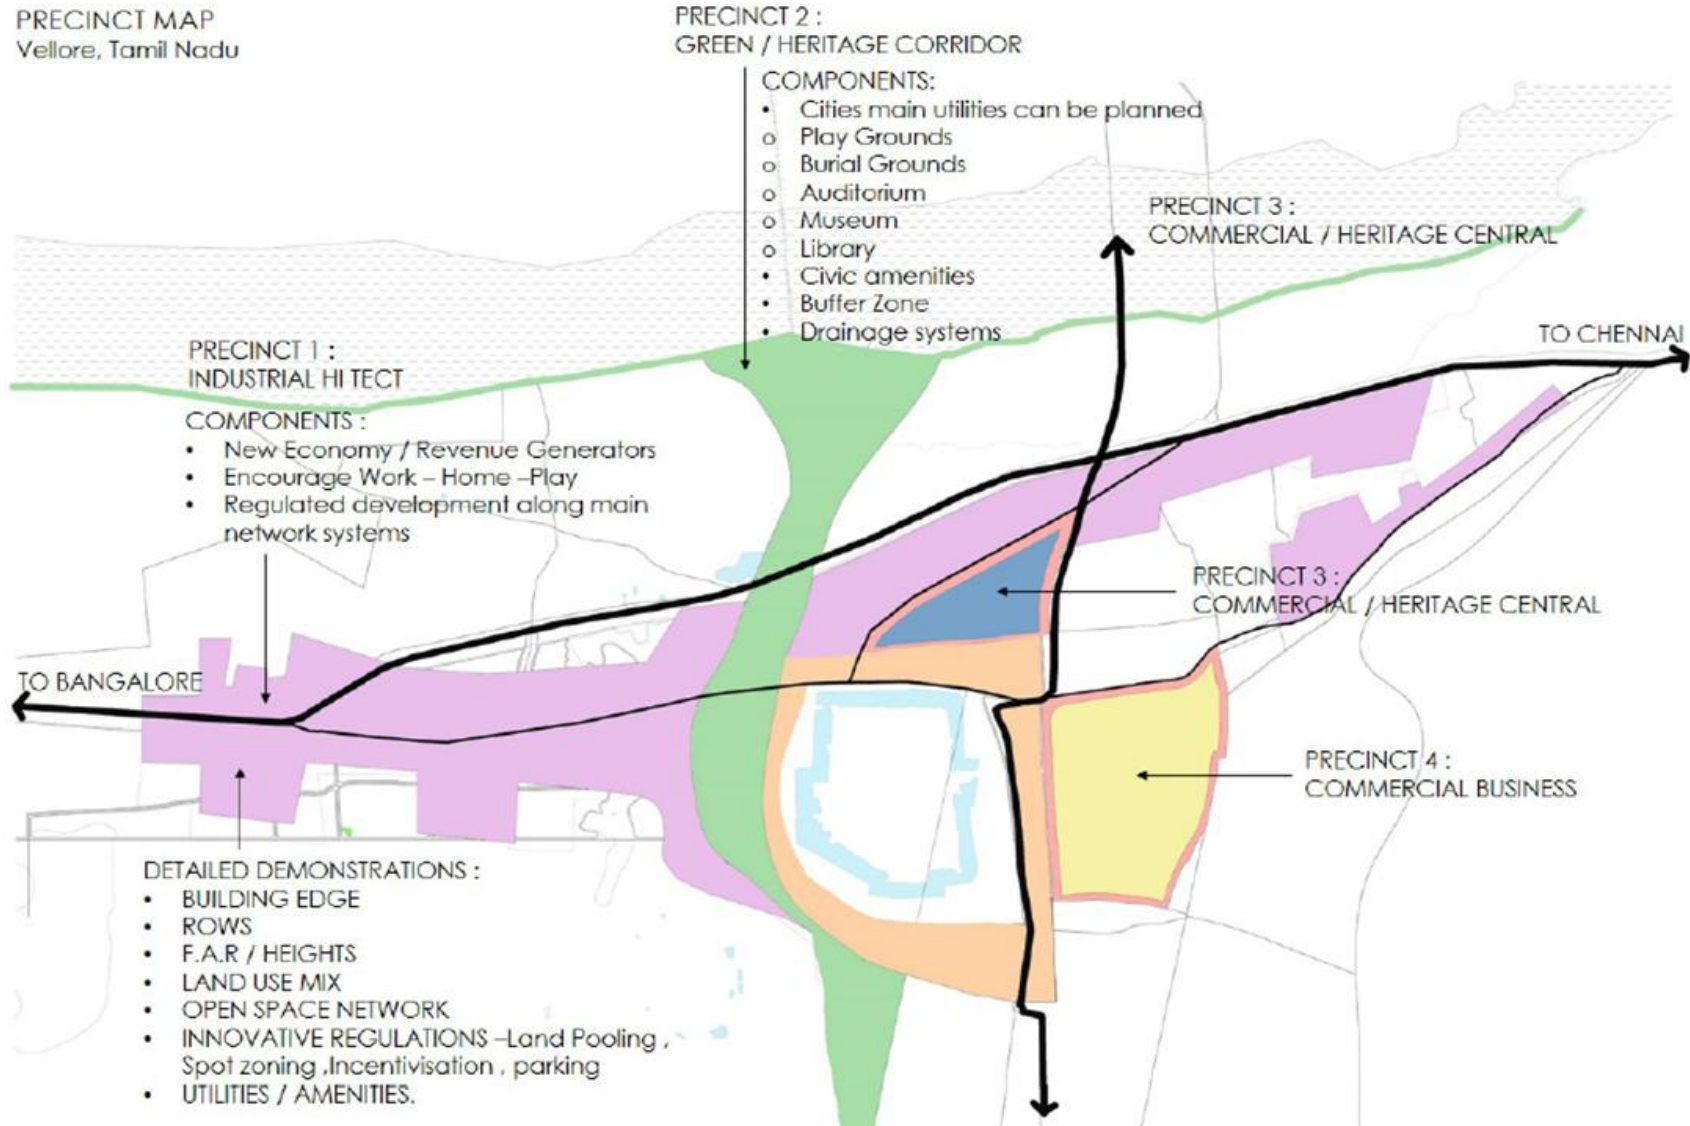 PRECINCT MAP
Vellore, Tamil Nadu
PRECINCT 2 :
GREEN / HERITAGE CORRIDOR
COMPONENTS:
• Cities main utilities can be planned
o Play Grounds
o Burial Grounds
o Auditorium
o Museum
o Library
• Civic amenities
• Buffer Zone
• Drainage systems
PRECINCT 3 :
COMMERCIAL / HERITAGE CENTRAL
TO CHENNAI
PRECINCT 1 :
INDUSTRIAL HI TECT
COMPONENTS :
• New Economy / Revenue Generators
• Encourage Work – Home –Play
• Regulated development along main
network systems
PRECINCT 3 :
COMMERCIAL / HERITAGE CENTRAL
TO BANGALORE
PRECINCT 4 :
COMMERCIAL BUSINESS
DETAILED DEMONSTRATIONS :
• BUILDING EDGE
• ROWS
• F.A.R / HEIGHTS
• LAND USE MIX
• OPEN SPACE NETWORK
• INNOVATIVE REGULATIONS –Land Pooling ,
Spot zoning ,Incentivisation , parking
• UTILITIES / AMENITIES.